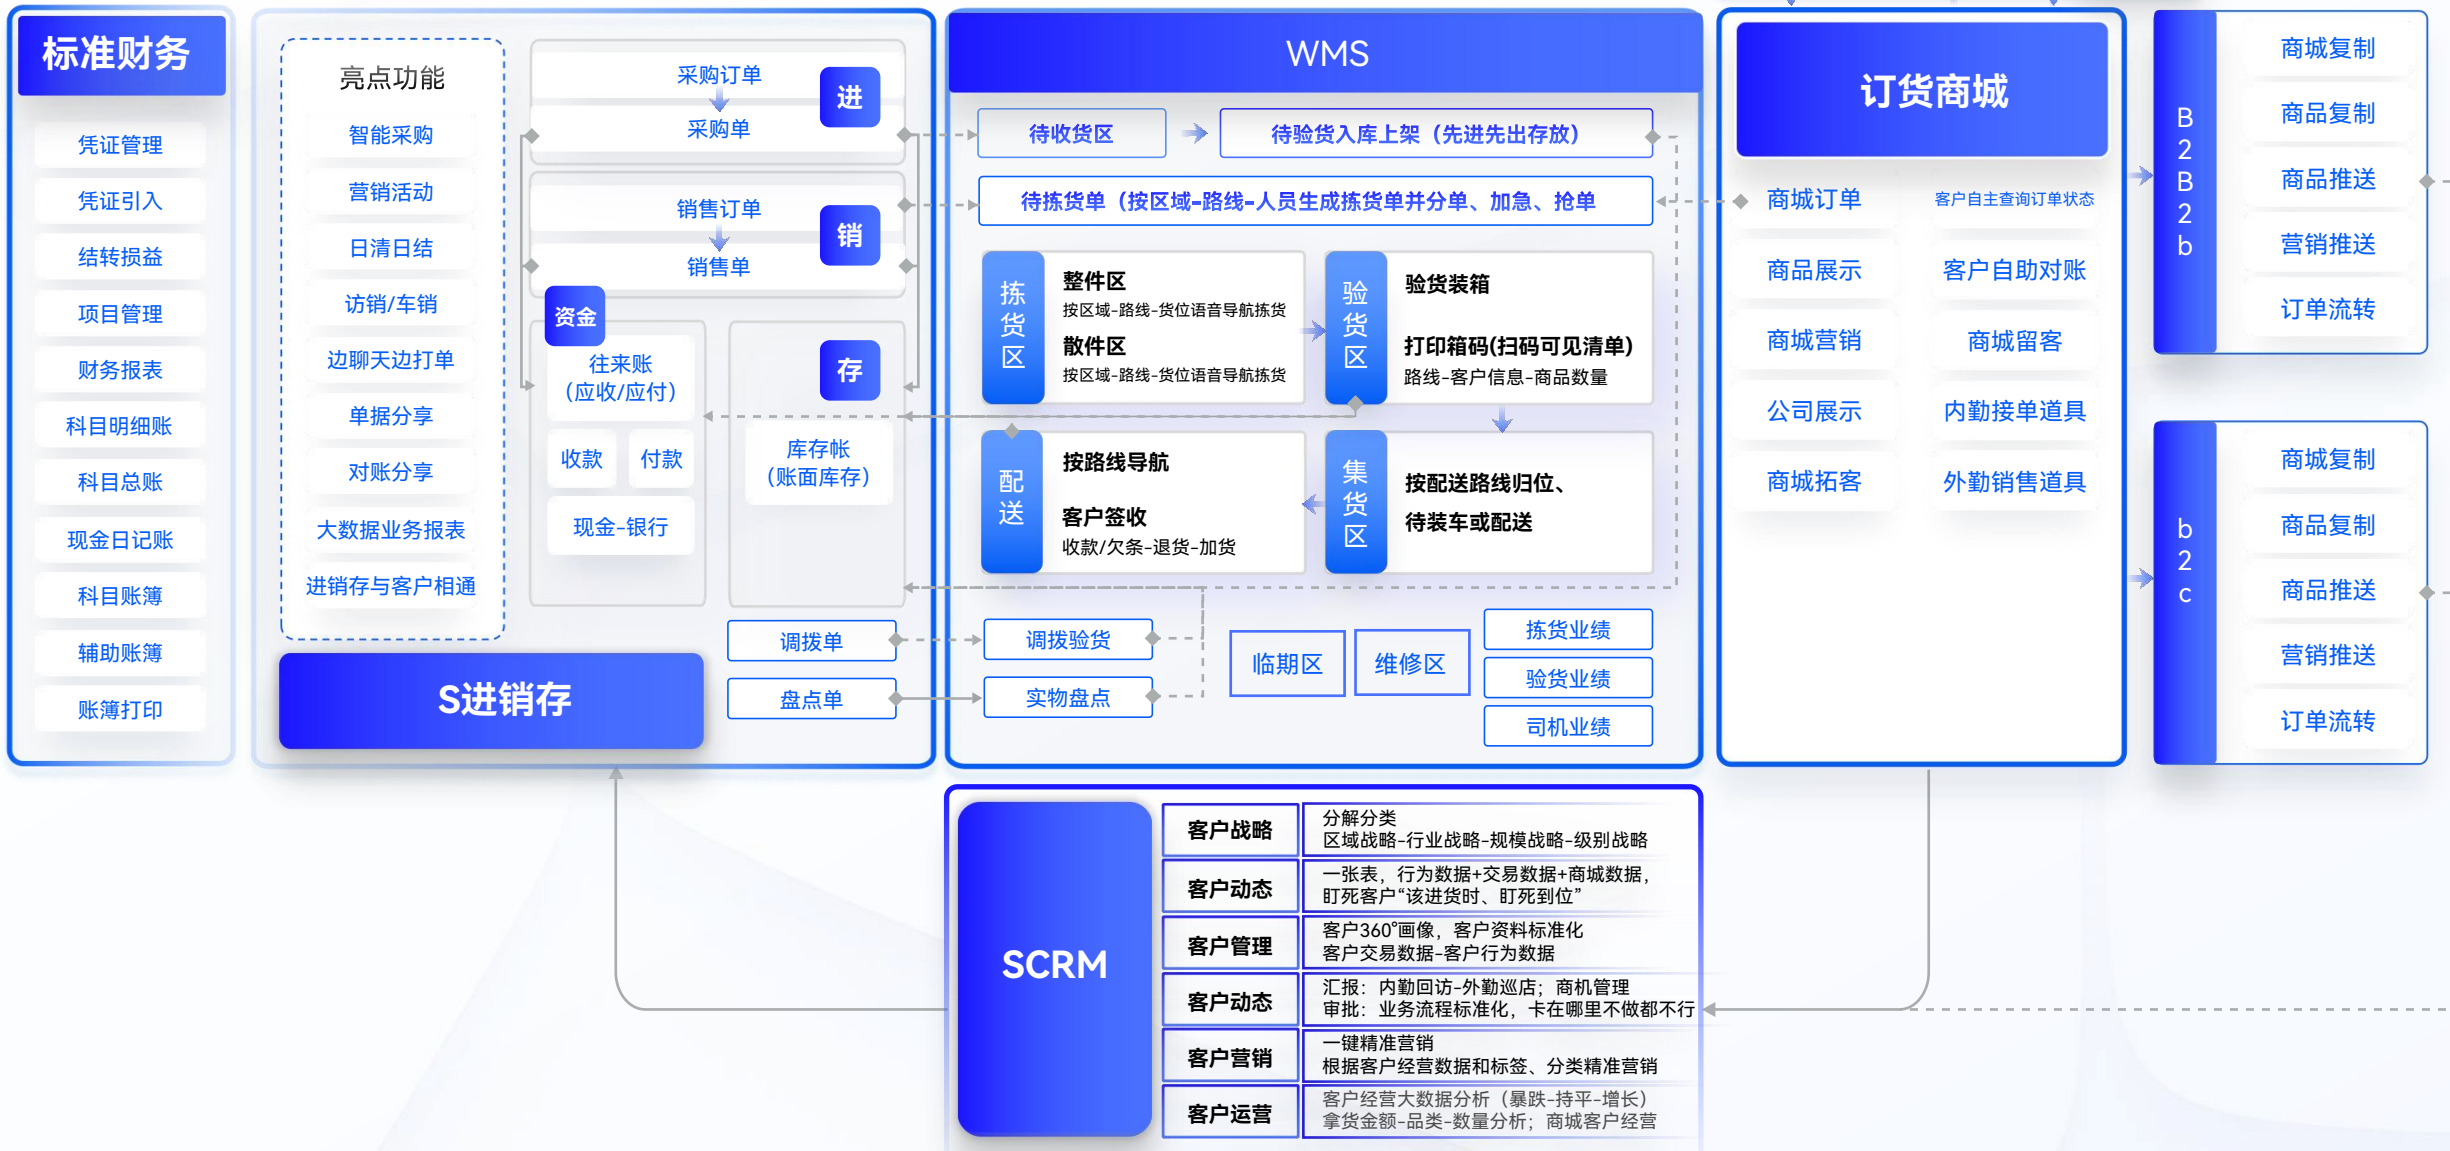 标准财务
凭证管理
凭证引入
结转损益
项目管理
财务报表
科目明细账
科目总账
现金日记账
科目账簿
辅助账簿
账簿打印
亮点功能
智能采购
营销活动
日清日结
访销/车销
边聊天边打单
单据分享
对账分享
大数据业务报表
进销存与客户相通
S进销存
采购订单
采购单
进
销售订单
销售单
销
资金
往来账
（应收/应付）
收款
付款
现金-银行
存
库存帐
（账面库存）
调拨单
盘点单
WMS
待收货区
待验货入库上架（先进先出存放）
待拣货单（按区域-路线-人员生成拣货单并分单、加急、抢单
拣货区
整件区
按区域-路线-货位语音导航拣货
散件区
按区域-路线-货位语音导航拣货
验货区
验货装箱
打印箱码(扫码可见清单)
路线-客户信息-商品数量
配送
按路线导航
客户签收
收款/欠条-退货-加货
集货区
按配送路线归位、
待装车或配送
调拨验货
实物盘点
临期区
维修区
拣货业绩
验货业绩
司机业绩
订货商城
商城订单
客户自主查询订单状态
商品展示
客户自助对账
商城营销
商城留客
公司展示
内勤接单道具
商城拓客
外勤销售道具
B2B2b
商城复制
商品复制
商品推送
营销推送
订单流转
b2c
商城复制
商品复制
商品推送
营销推送
订单流转
SCRM
客户战略
分解分类
区域战略-行业战略-规模战略-级别战略
客户动态
一张表，行为数据+交易数据+商城数据，
盯死客户“该进货时、盯死到位”
客户管理
客户360°画像，客户资料标准化
客户交易数据-客户行为数据
客户动态
汇报：内勤回访-外勤巡店；商机管理
审批：业务流程标准化，卡在哪里不做都不行
客户营销
一键精准营销
根据客户经营数据和标签、分类精准营销
客户运营
客户经营大数据分析（暴跌-持平-增长）
拿货金额-品类-数量分析；商城客户经营